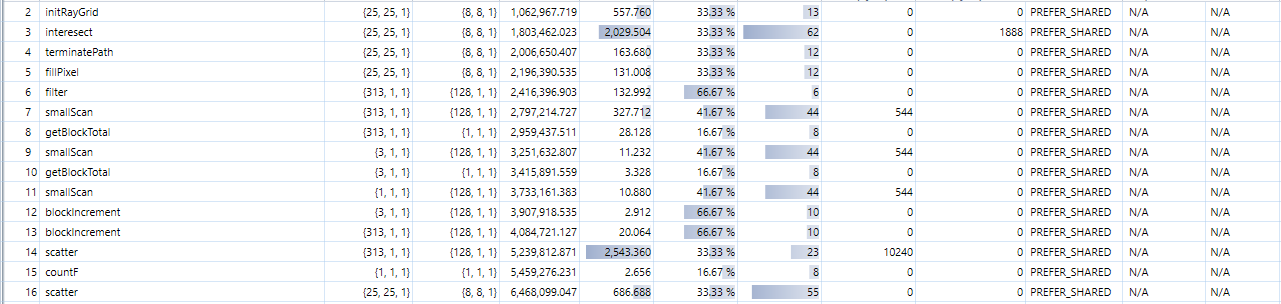 2 initRayGrid {25, 25, 1} {8, 8, 1} 1,062,967.719 557.760 33.33 % 13 0 0 PREFER_SHARED N/A N/A
3 interesect {25, 25, 1} {8, 8, 1} 1,803,462.023 2,029.504 33.33 % 62 0 1888 PREFER_SHARED N/A N/A
4 terminatePath {25, 25, 1} {8, 8, 1} 2,006,650.407 163.680 33.33 % 12 0 0 PREFER_SHARED N/A N/A
5 fillPixel {25, 25, 1} {8, 8, 1} 2,196,390.535 131.008 33.33 % 12 0 0 PREFER_SHARED N/A N/A
6 filter {313, 1, 1} {128, 1, 1} 2,416,396.903 132.992 66.67 % 6 0 0 PREFER_SHARED N/A N/A
7 smallScan {313, 1, 1} {128, 1, 1} 2,797,214.727 327.712 41.67 % 44 544 0 PREFER_SHARED N/A N/A
8 getBlockTotal {313, 1, 1} {1, 1, 1} 2,959,437.511 28.128 16.67 % 8 0 0 PREFER_SHARED N/A N/A
9 smallScan {3, 1, 1} {128, 1, 1} 3,251,632.807 11.232 41.67 % 44 544 0 PREFER_SHARED N/A N/A
10 getBlockTotal {3, 1, 1} {1, 1, 1} 3,415,891.559 3.328 16.67 % 8 0 0 PREFER_SHARED N/A N/A
11 smallScan {1, 1, 1} {128, 1, 1} 3,733,161.383 10.880 41.67 % 44 544 0 PREFER_SHARED N/A N/A
12 blockIncrement {3, 1, 1} {128, 1, 1} 3,907,918.535 2.912 66.67 % 10 0 0 PREFER_SHARED N/A N/A
13 blockIncrement {313, 1, 1} {128, 1, 1} 4,084,721.127 20.064 66.67 % 10 0 0 PREFER_SHARED N/A N/A
14 scatter {313, 1, 1} {128, 1, 1} 5,239,812.871 2,543.360 33.33 % 23 10240 0 PREFER_SHARED N/A N/A
15 countF {1, 1, 1} {1, 1, 1} 5,459,276.231 2.656 16.67 % 8 0 0 PREFER_SHARED N/A N/A
16 scatter {25, 25, 1} {8, 8, 1} 6,468,099.047 686.688 33.33 % 55 0 0 PREFER_SHARED N/A N/A